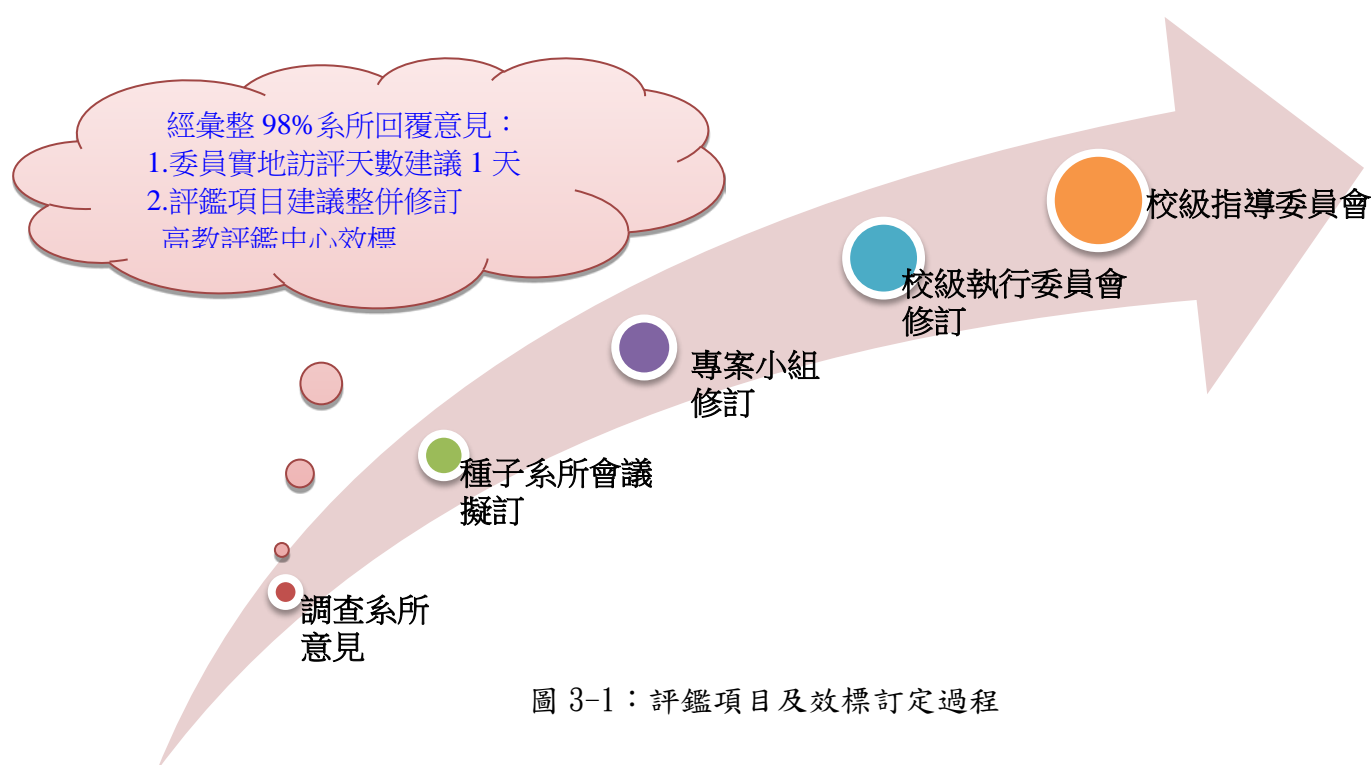 經彙整 98%系所回覆意見：
1.委員實地訪評天數建議 1 天
2.評鑑項目建議整併修訂
高教評鑑中心效標
校級指導委員會
校級執行委員會
修訂
專案小組
修訂
種子系所會議
擬訂
調查系所
意見
圖 3-1：評鑑項目及效標訂定過程